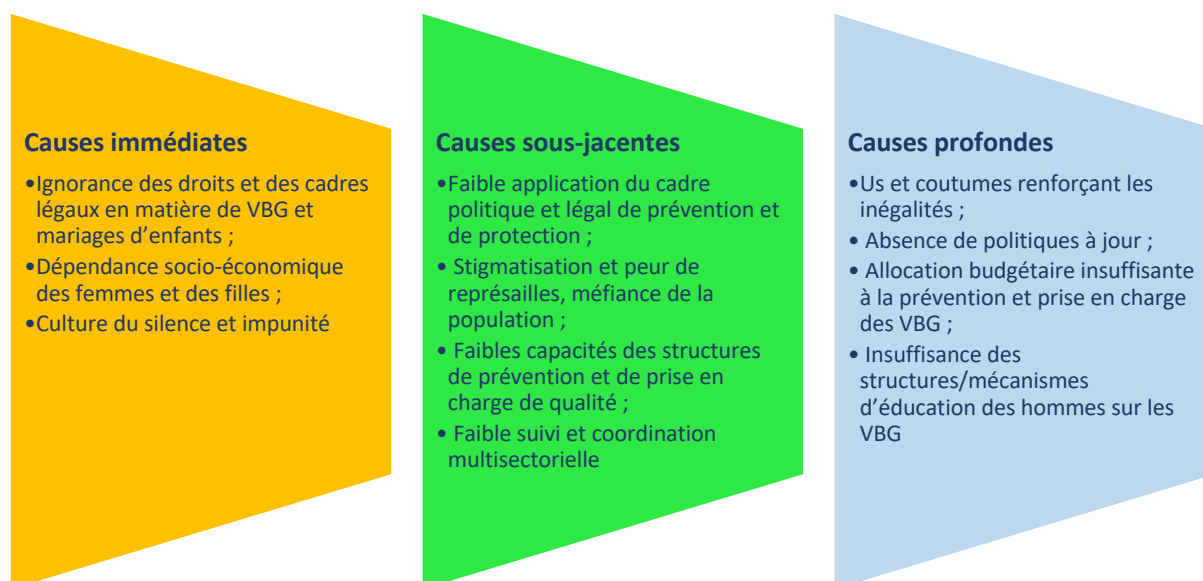 Causes immédiates
•Ignorance des droits et des cadres
légaux en matière de VBG et
mariages d’enfants ;
•Dépendance socio-économique
des femmes et des filles ;
•Culture du silence et impunité
Causes sous-jacentes
•Faible application du cadre
politique et légal de prévention et
de protection ;
• Stigmatisation et peur de
représailles, méfiance de la
population ;
• Faibles capacités des structures
de prévention et de prise en
charge de qualité ;
• Faible suivi et coordination
multisectorielle
Causes profondes
•Us et coutumes renforçant les
inégalités ;
• Absence de politiques à jour ;
• Allocation budgétaire insuffisante
à la prévention et prise en charge
des VBG ;
• Insuffisance des
structures/mécanismes
d’éducation des hommes sur les
VBG